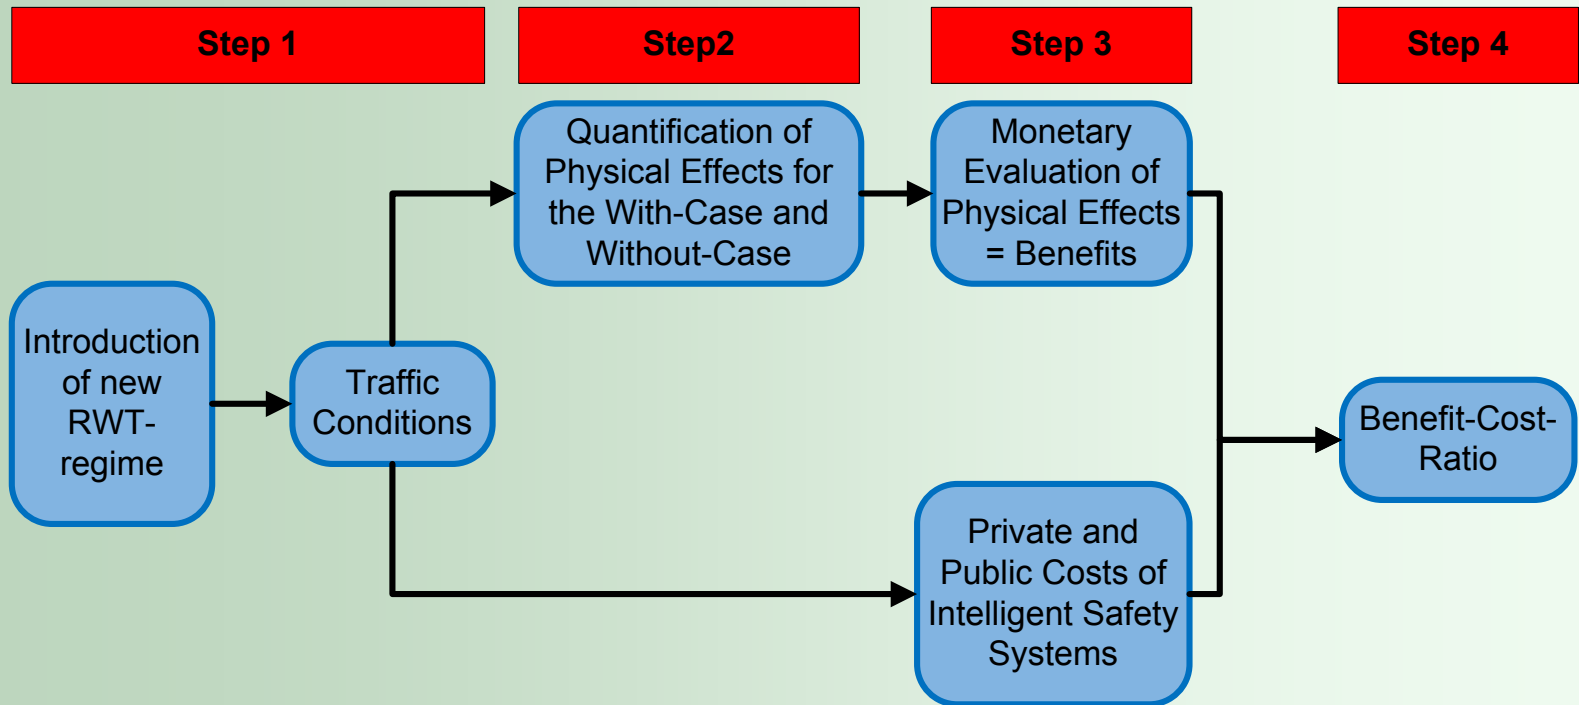 Step 1
Step2
Step 3
Step 4
Quantification of
Physical Effects for
the With-Case and
Without-Case
Monetary
Evaluation of
Physical Effects
= Benefits
Introduction
of new
RWT-
regime
Traffic
Conditions
Benefit-Cost-
Ratio
Private and
Public Costs of
Intelligent Safety
Systems